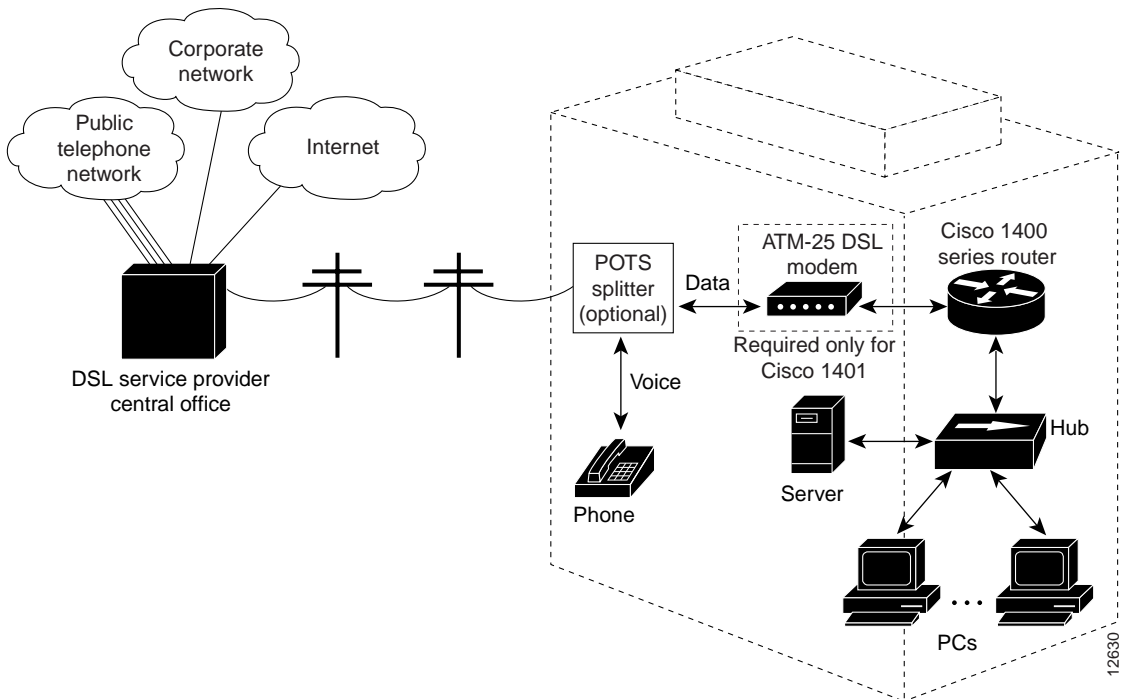 Corporate
network
Public
telephone
network
Internet
DSL service provider
central office
POTS
splitter
(optional)
Data
ATM-25 DSL
modem
Required only for
Cisco 1401
Cisco 1400
series router
Voice
Phone
Server
Hub
PCs
12630